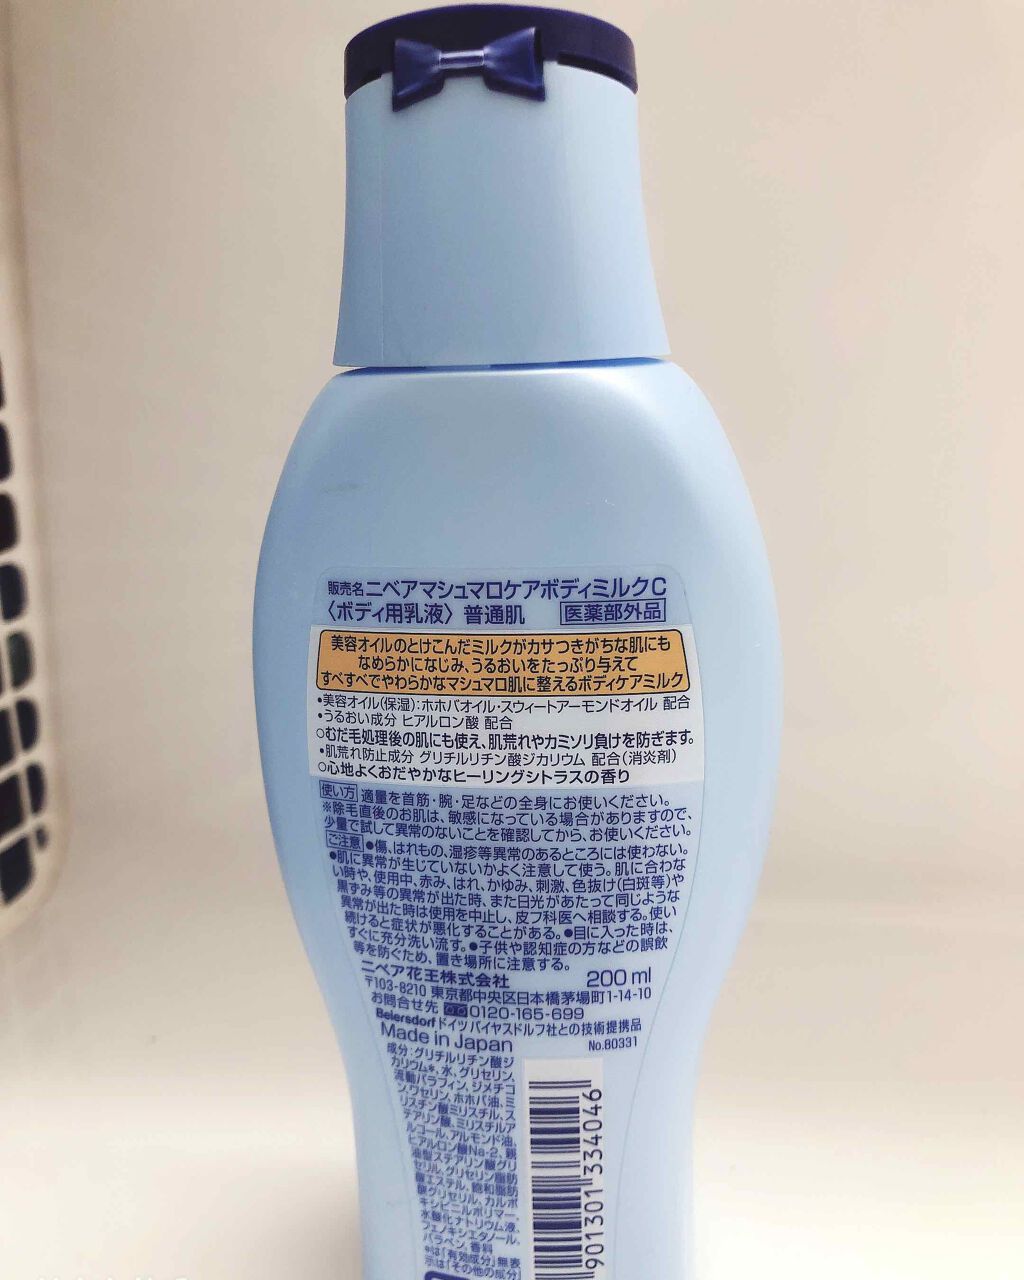 販売名 ニベアマシュマロケアボディミルクC
〈ボディ用乳液〉 普通肌 医薬部外品
美容オイルのとけこんだミルクがカサつきがちな肌にも
なめらかになじみ、うるおいをたっぷり与えて
すべすべでやわらかなマシュマロ肌に整えるボディケアミルク
•美容オイル(保湿):ホホバオイル・スウィートアーモンドオイル 配合
•うるおい成分 ヒアルロン酸 配合
○むだ毛処理後の肌にも使え、肌荒れやカミソリ負けを防ぎます。
•肌荒れ防止成分 グリチルリチン酸ジカリウム 配合(消炎剤)
○心地よくおだやかなヒーリングシトラスの香り
使い方 適量を首筋・腕・足などの全身にお使いください。
※除毛直後のお肌は、敏感になっている場合がありますので、
少量で試して異常のないことを確認してから、お使いください。
ご注意 ●傷、はれもの、湿疹等異常のあるところには使わない。
●肌に異常が生じていないかよく注意して使う。肌に合わな
い時や、使用中、赤み、はれ、かゆみ、刺激、色抜け(白斑等)や
黒ずみ等の異常が出た時、また日光があたって同じような
異常が出た時は使用を中止し、皮フ科医へ相談する。使い
続けると症状が悪化することがある。●目に入った時は、
すぐに充分洗い流す。●子供や認知症の方などの誤飲
等を防ぐため、置き場所に注意する。
ニベア花王株式会社 200 ml
〒103-8210 東京都中央区日本橋茅場町1-14-10
お問合せ先 0120-165-699
Beiersdorf ドイツバイヤスドルフ社との技術提携品
Made in Japan No.80331
成分:グリチルリチン酸ジ
カリウム*、水、グリセリン、
流動パラフィン、ジメチコ
ン、ワセリン、ホホバ油、ミ
リスチン酸ミリスチル、ス
テアリン酸、ミリスチルア
ルコール、アルモンド油、
ヒアルロン酸Na-2、親
油型ステアリン酸グリ
セリル、グリセリン脂肪
酸エステル、飽和脂肪
酸グリセリル、カルボ
キシビニルポリマー、
水酸化ナトリウム液、
フェノキシエタノール、
パラベン、香料
*は「有効成分」無表
示は「その他の成分」
901301 334046